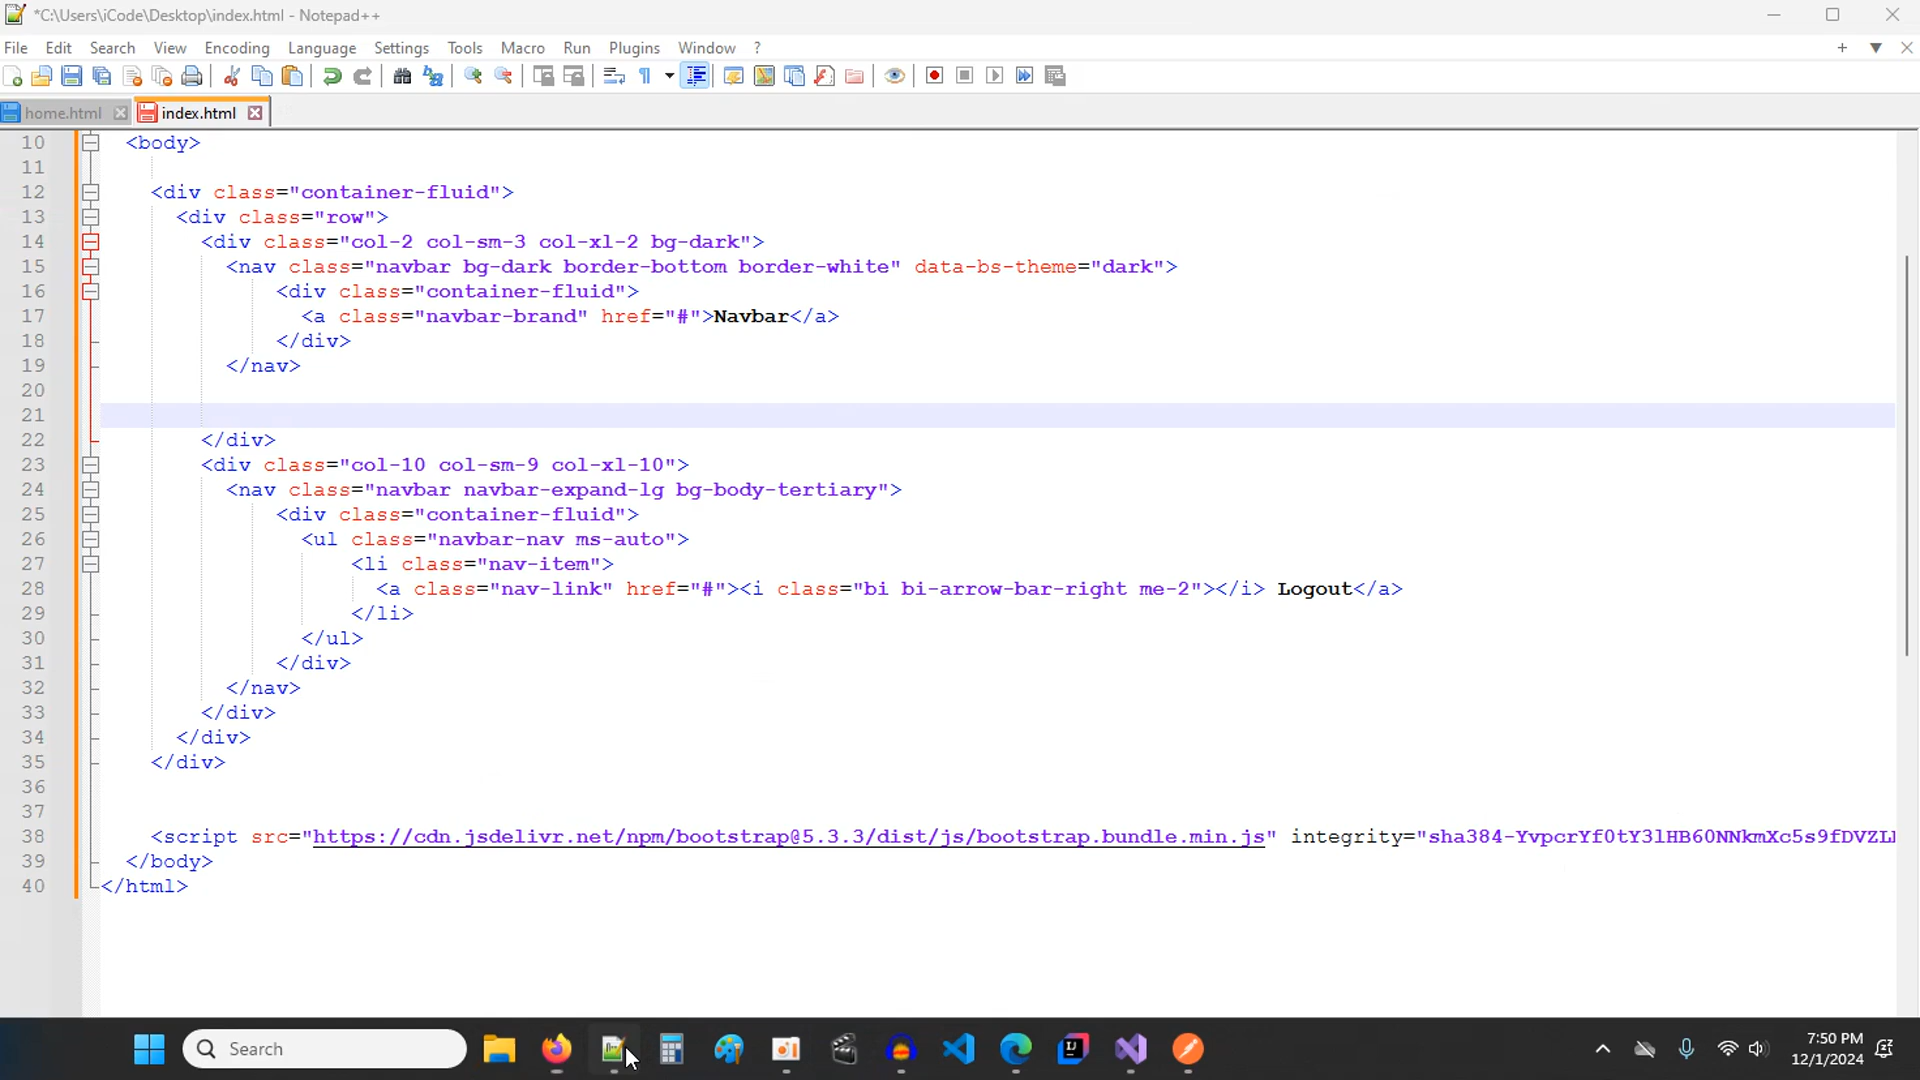 *C:\Users\iCode\Desktop\index.html - Notepad++
File Edit Search View Encoding Language Settings Tools Macro Run Plugins Window ?
home.html index.html
10 <body>
11
12 <div class="container-fluid">
13 <div class="row">
14 <div class="col-2 col-sm-3 col-xl-2 bg-dark">
15 <nav class="navbar bg-dark border-bottom border-white" data-bs-theme="dark">
16 <div class="container-fluid">
17 <a class="navbar-brand" href="#">Navbar</a>
18 </div>
19 </nav>
20
21
22 </div>
23 <div class="col-10 col-sm-9 col-xl-10">
24 <nav class="navbar navbar-expand-lg bg-body-tertiary">
25 <div class="container-fluid">
26 <ul class="navbar-nav ms-auto">
27 <li class="nav-item">
28 <a class="nav-link" href="#"><i class="bi bi-arrow-bar-right me-2"></i> Logout</a>
29 </li>
30 </ul>
31 </div>
32 </nav>
33 </div>
34 </div>
35 </div>
36
37
38 <script src="https://cdn.jsdelivr.net/npm/bootstrap@5.3.3/dist/js/bootstrap.bundle.min.js" integrity="sha384-YvpcrYf0tY3lHB60NNkmXc5s9fDVZL
39 </body>
40 </html>
Search
7:50 PM
12/1/2024